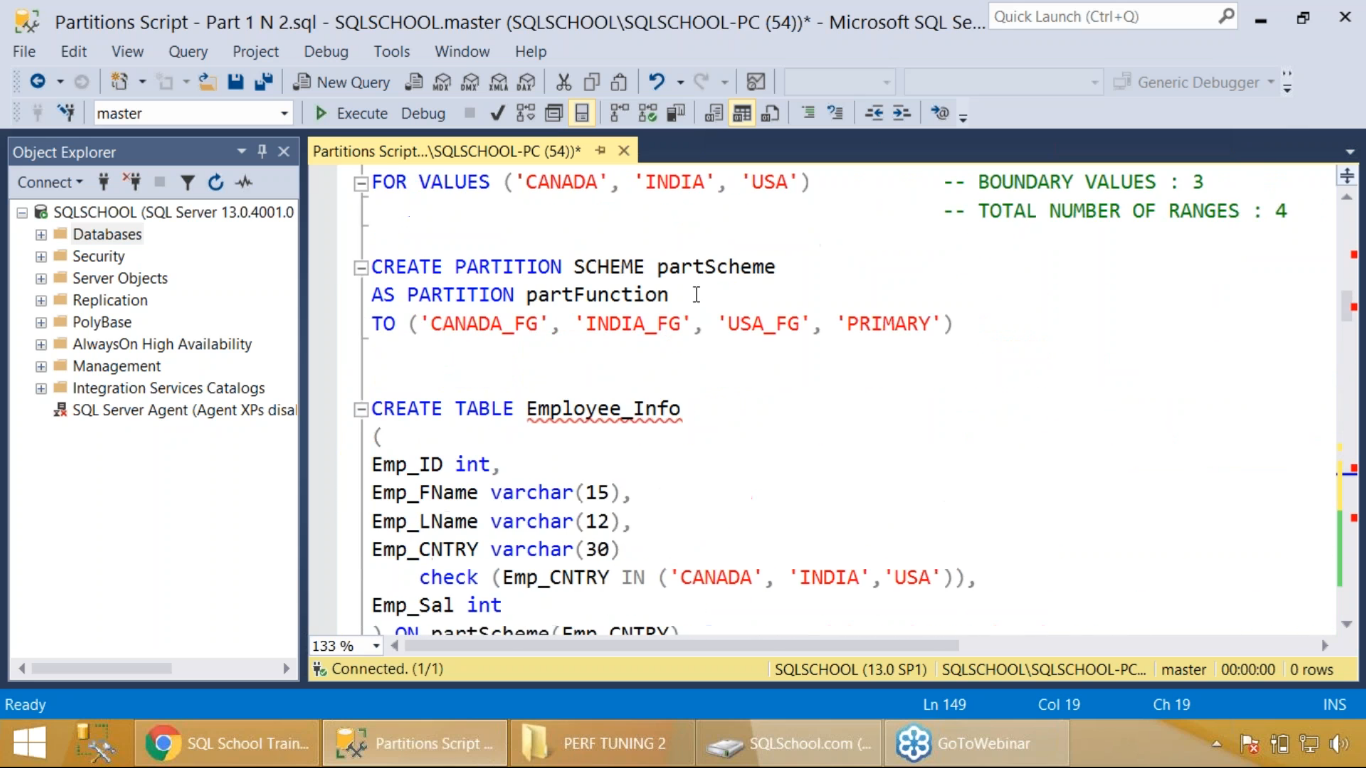 Partitions Script - Part 1 N 2.sql - SQLSCHOOL.master (SQLSCHOOL\SQLSCHOOL-PC (54))* - Microsoft SQL Se...
Quick Launch (Ctrl+Q)
File Edit View Query Project Debug Tools Window Help
New Query
MDX DMX XMLA DAX
Generic Debugger
master
Execute Debug
Object Explorer
Partitions Script...\SQLSCHOOL-PC (54))*
Connect
SQLSCHOOL (SQL Server 13.0.4001.0
Databases
Security
Server Objects
Replication
PolyBase
AlwaysOn High Availability
Management
Integration Services Catalogs
SQL Server Agent (Agent XPs disal
FOR VALUES ('CANADA', 'INDIA', 'USA') -- BOUNDARY VALUES : 3
-- TOTAL NUMBER OF RANGES : 4
CREATE PARTITION SCHEME partScheme
AS PARTITION partFunction
TO ('CANADA_FG', 'INDIA_FG', 'USA_FG', 'PRIMARY')
CREATE TABLE Employee_Info
(
Emp_ID int,
Emp_FName varchar(15),
Emp_LName varchar(12),
Emp_CNTRY varchar(30)
check (Emp_CNTRY IN ('CANADA', 'INDIA','USA')),
Emp_Sal int
) ON partScheme(Emp_CNTRY)
133 %
Connected. (1/1)
SQLSCHOOL (13.0 SP1) SQLSCHOOL\SQLSCHOOL-PC... master 00:00:00 0 rows
Ready
Ln 149 Col 19 Ch 19 INS
SQL School Train...
Partitions Script ...
PERF TUNING 2
SQLSchool.com (...
GoToWebinar